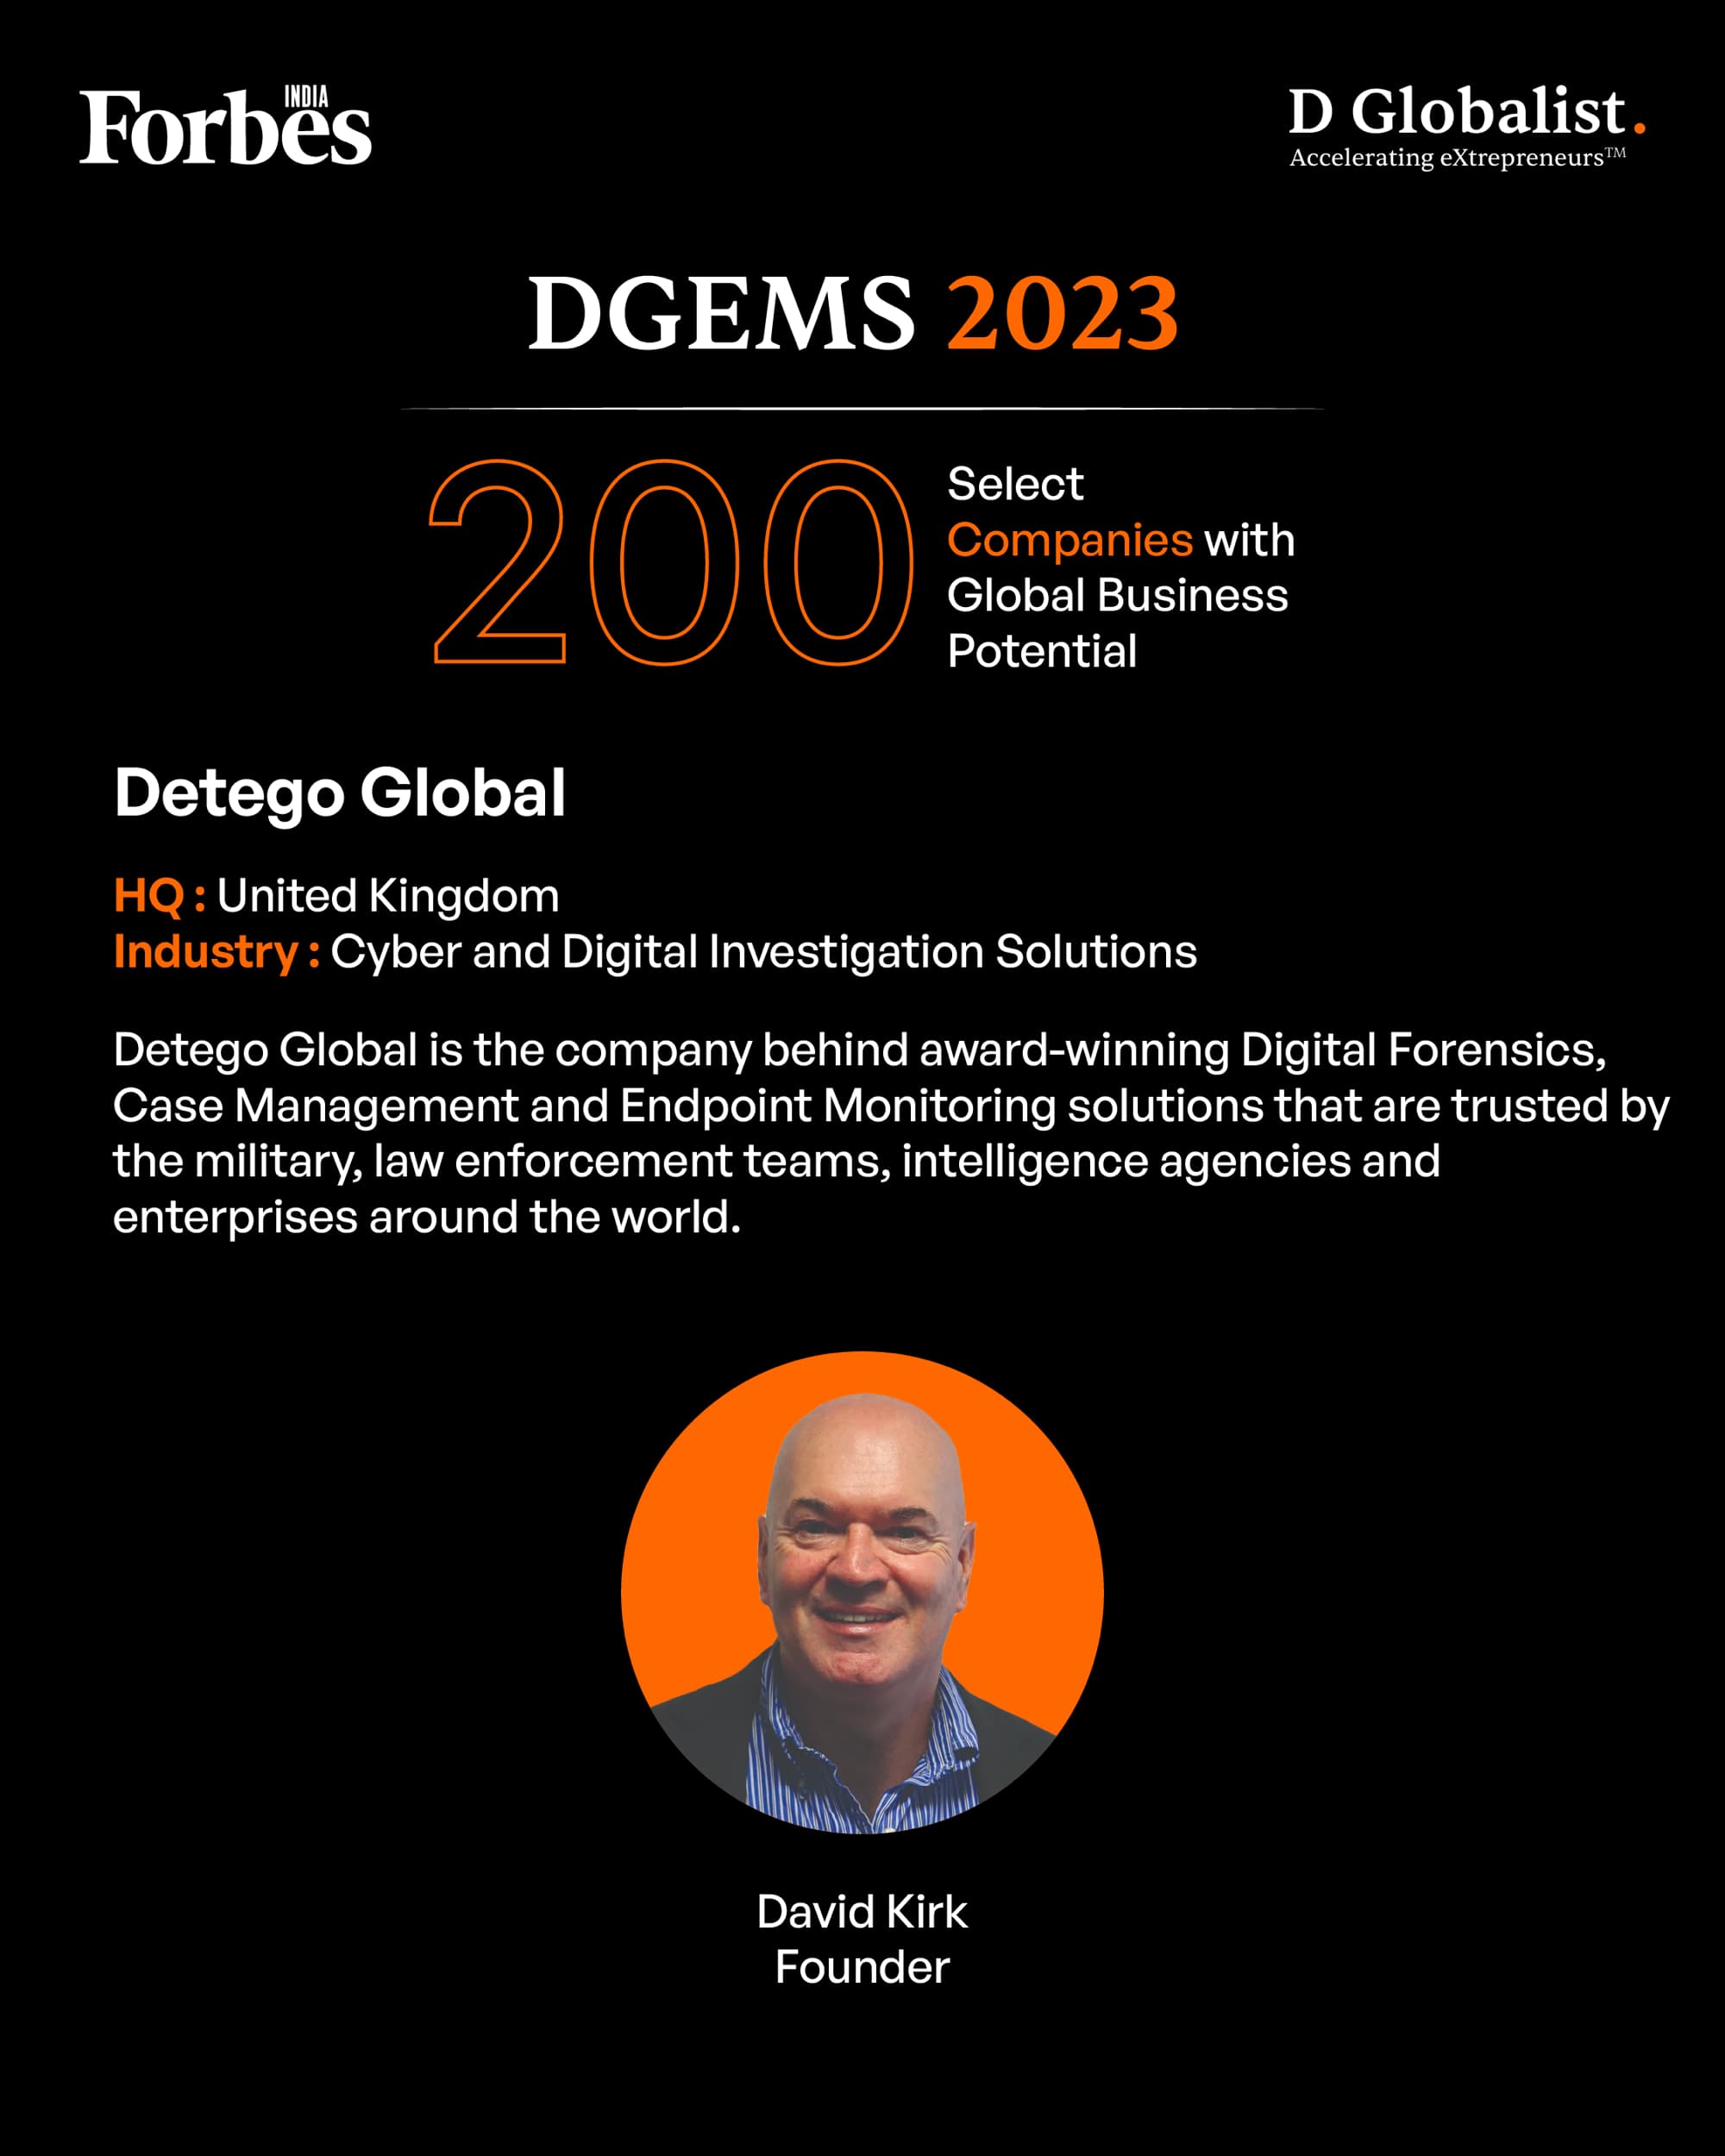 Forbes INDIA
D Globalist.
Accelerating eXtrepreneurs™
DGEMS 2023
200
Select
Companies with
Global Business
Potential
Detego Global
HQ : United Kingdom
Industry : Cyber and Digital Investigation Solutions
Detego Global is the company behind award-winning Digital Forensics,
Case Management and Endpoint Monitoring solutions that are trusted by
the military, law enforcement teams, intelligence agencies and
enterprises around the world.
David Kirk
Founder